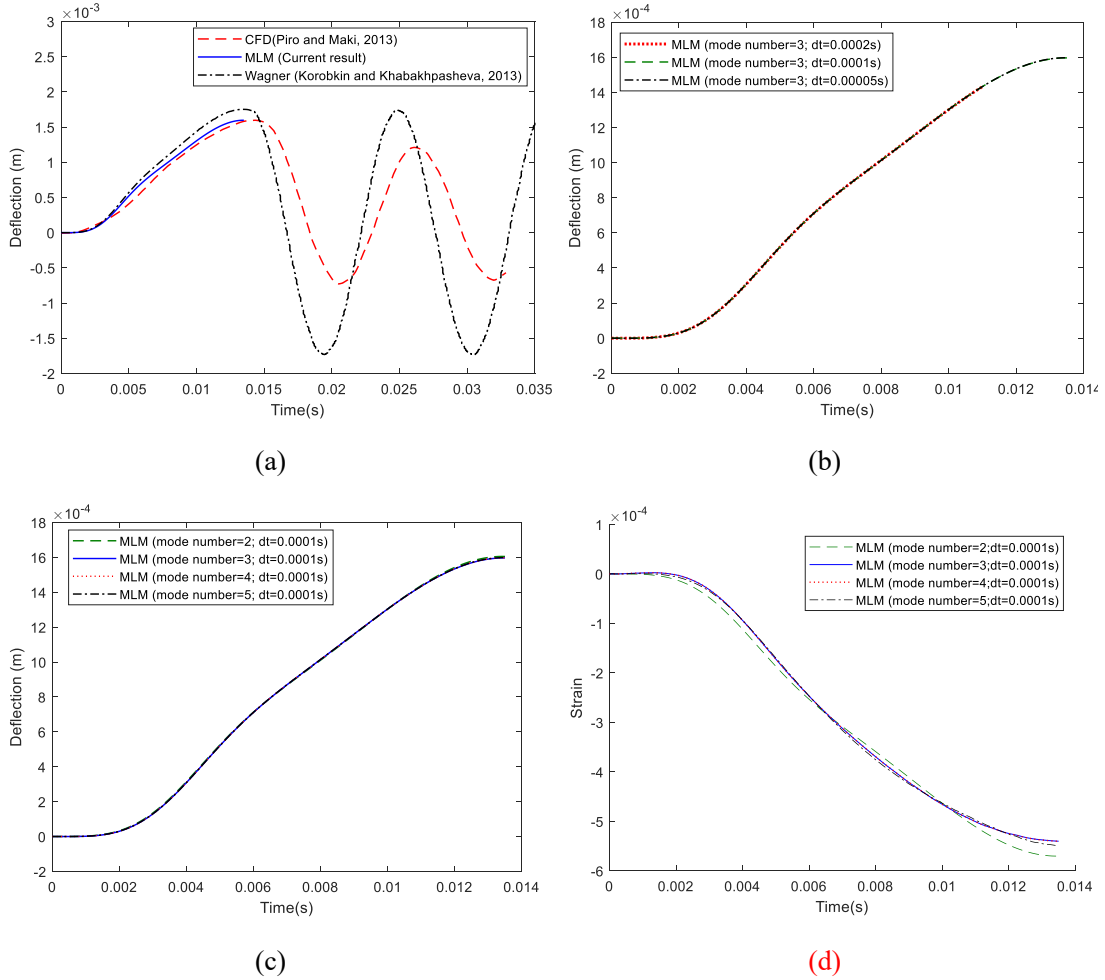 ×10-3
3
2.5
2
1.5
1
0.5
0
-0.5
-1
-1.5
-2
Deflection (m)
CFD(Piro and Maki, 2013)
MLM (Current result)
Wagner (Korobkin and Khabakhpasheva, 2013)
0 0.005 0.01 0.015 0.02 0.025 0.03 0.035
Time(s)
(a)
×10-4
18
16
14
12
10
8
6
4
2
0
-2
Deflection (m)
MLM (mode number=3; dt=0.0002s)
MLM (mode number=3; dt=0.0001s)
MLM (mode number=3; dt=0.00005s)
0 0.002 0.004 0.006 0.008 0.01 0.012 0.014
Time(s)
(b)
×10-4
18
16
14
12
10
8
6
4
2
0
-2
Deflection (m)
MLM (mode number=2; dt=0.0001s)
MLM (mode number=3; dt=0.0001s)
MLM (mode number=4; dt=0.0001s)
MLM (mode number=5; dt=0.0001s)
0 0.002 0.004 0.006 0.008 0.01 0.012 0.014
Time(s)
(c)
×10-4
1
0
-1
-2
-3
-4
-5
-6
Strain
MLM (mode number=2;dt=0.0001s)
MLM (mode number=3;dt=0.0001s)
MLM (mode number=4;dt=0.0001s)
MLM (mode number=5;dt=0.0001s)
0 0.002 0.004 0.006 0.008 0.01 0.012 0.014
Time(s)
(d)